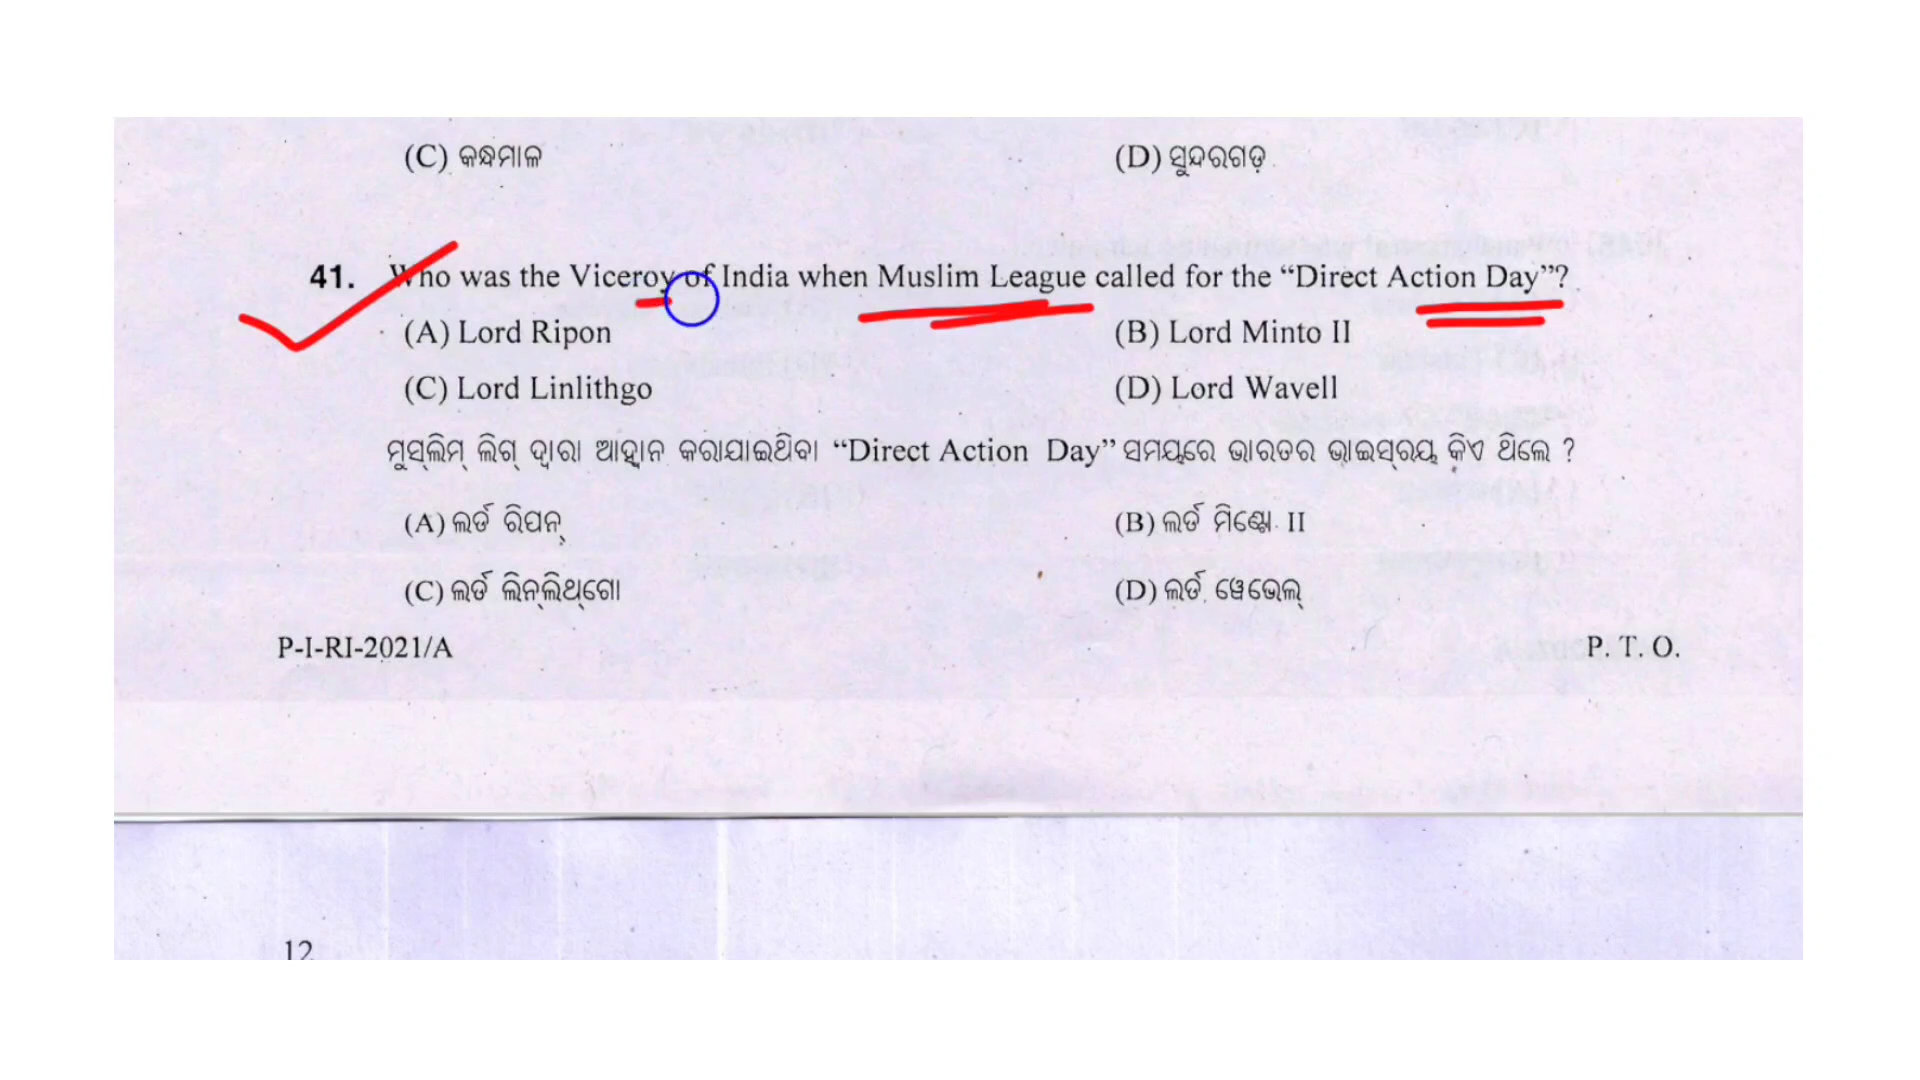 (C) କନ୍ଧମାଳ (D) ସୁନ୍ଦରଗଡ଼
41. Who was the Viceroy of India when Muslim League called for the “Direct Action Day”?
(A) Lord Ripon (B) Lord Minto II
(C) Lord Linlithgo (D) Lord Wavell
ମୁସ୍‌ଲିମ୍ ଲିଗ୍ ଦ୍ୱାରା ଆହ୍ୱାନ କରାଯାଇଥିବା “Direct Action Day” ସମୟରେ ଭାରତର ଭାଇସ୍‌ରୟ କିଏ ଥିଲେ ?
(A) ଲର୍ଡ ରିପନ୍ (B) ଲର୍ଡ ମିଣ୍ଟୋ II
(C) ଲର୍ଡ ଲିନ୍‌ଲିଥ୍‌ଗୋ (D) ଲର୍ଡ ୱେଭେଲ୍
P-I-RI-2021/A P. T. O.
12